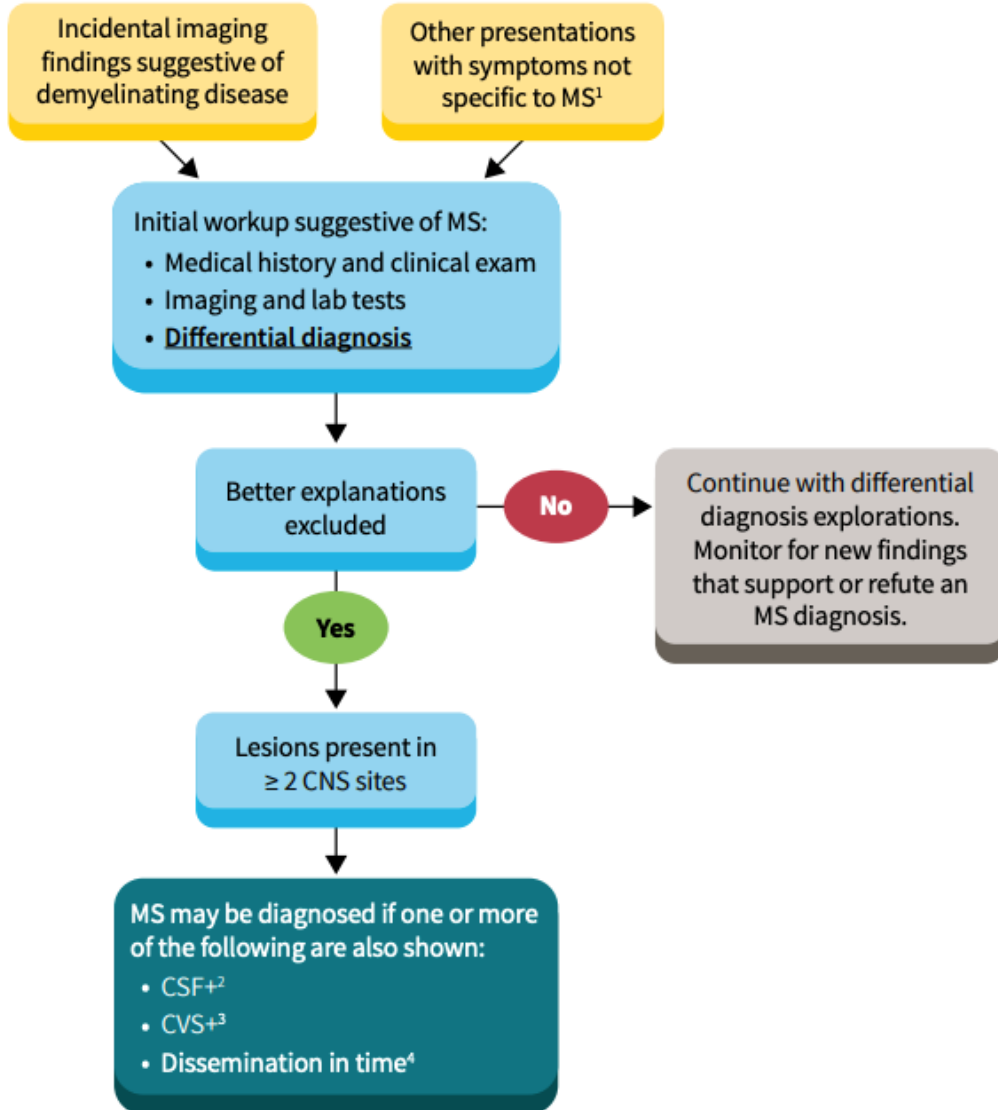 Incidental imaging
findings suggestive of
demyelinating disease
Other presentations
with symptoms not
specific to MS¹
Initial workup suggestive of MS:
• Medical history and clinical exam
• Imaging and lab tests
• Differential diagnosis
Better explanations
excluded
No
Continue with differential
diagnosis explorations.
Monitor for new findings
that support or refute an
MS diagnosis.
Yes
Lesions present in
≥ 2 CNS sites
MS may be diagnosed if one or more
of the following are also shown:
• CSF+²
• CVS+³
• Dissemination in time⁴